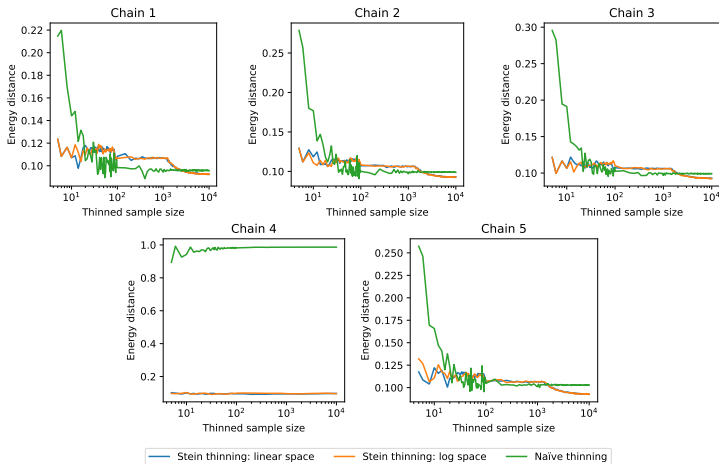 Chain 1
Chain 2
Chain 3
Energy distance
0.22
0.20
0.18
0.16
0.14
0.12
0.10
10¹ 10² 10³ 10⁴
Thinned sample size
Energy distance
0.25
0.20
0.15
0.10
10¹ 10² 10³ 10⁴
Thinned sample size
Energy distance
0.30
0.25
0.20
0.15
0.10
10¹ 10² 10³ 10⁴
Thinned sample size
Chain 4
Chain 5
Energy distance
1.0
0.8
0.6
0.4
0.2
10¹ 10² 10³ 10⁴
Thinned sample size
Energy distance
0.250
0.225
0.200
0.175
0.150
0.125
0.100
10¹ 10² 10³ 10⁴
Thinned sample size
Stein thinning: linear space Stein thinning: log space Naïve thinning